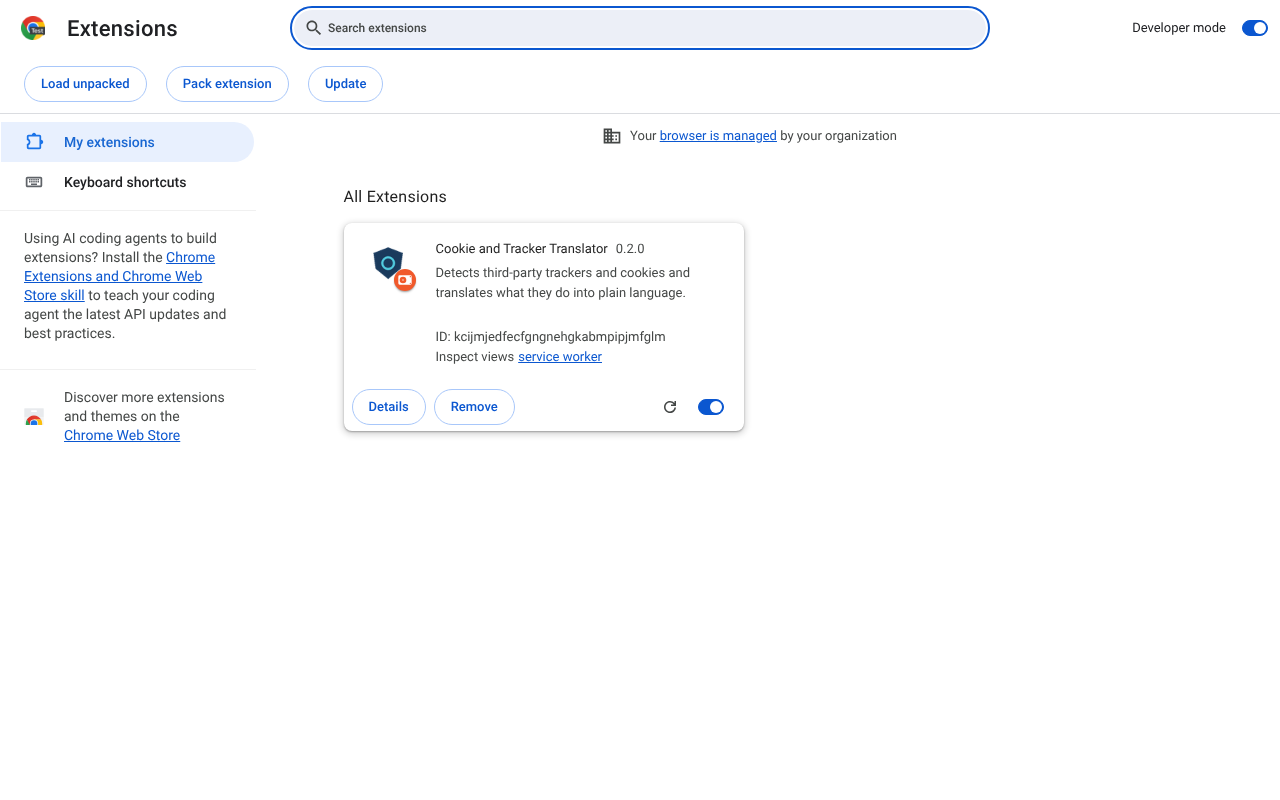 Extensions
Search extensions
Developer mode
Load unpacked
Pack extension
Update
My extensions
Keyboard shortcuts
Using AI coding agents to build
extensions? Install the Chrome
Extensions and Chrome Web
Store skill to teach your coding
agent the latest API updates and
best practices.
Discover more extensions
and themes on the
Chrome Web Store
Your browser is managed by your organization
All Extensions
Cookie and Tracker Translator 0.2.0
Detects third-party trackers and cookies and
translates what they do into plain language.
ID: kcijmjedfecfgngnehgkabmpipjmfglm
Inspect views service worker
Details
Remove
Test